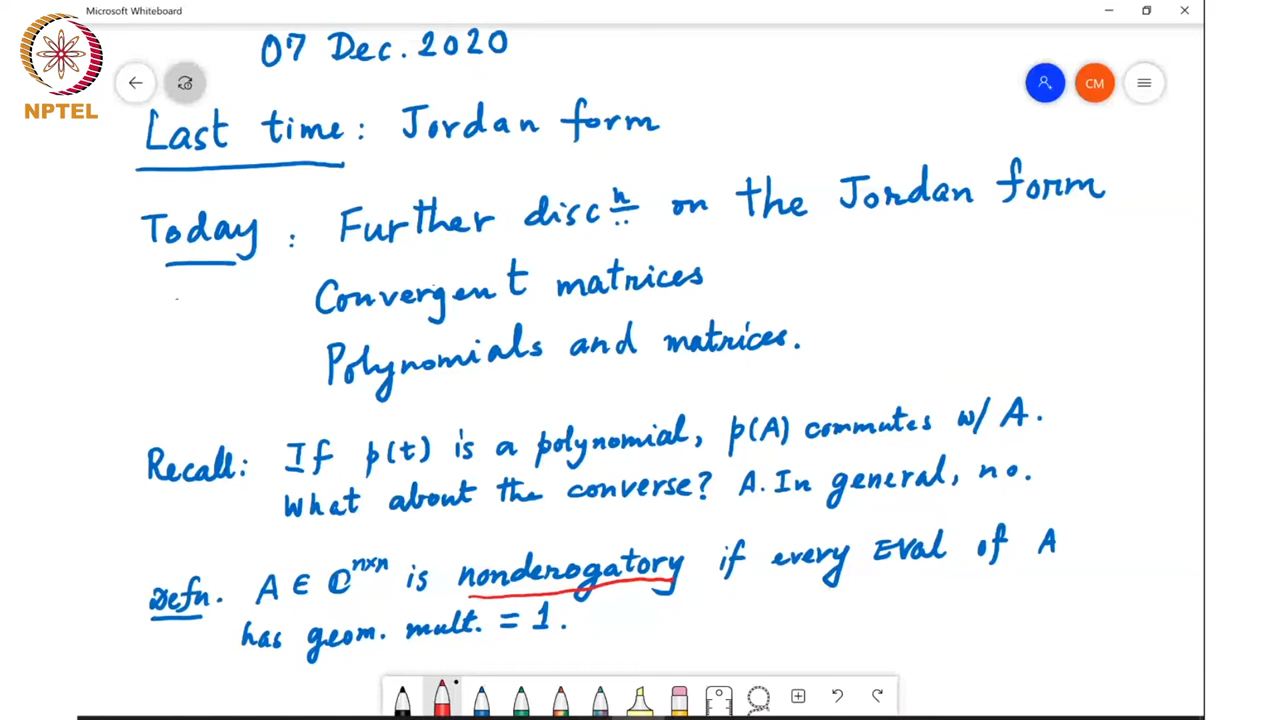 Microsoft Whiteboard
NPTEL
CM
07 Dec. 2020
Last time: Jordan form
Today: Further discn on the Jordan form
Convergent matrices
Polynomials and matrices.
Recall: If p(t) is a polynomial, p(A) commutes w/ A.
What about the converse? A. In general, no.
Defn. A ∈ ℂ^{n×n} is nonderogatory if every Eval of A
has geom. mult. = 1.